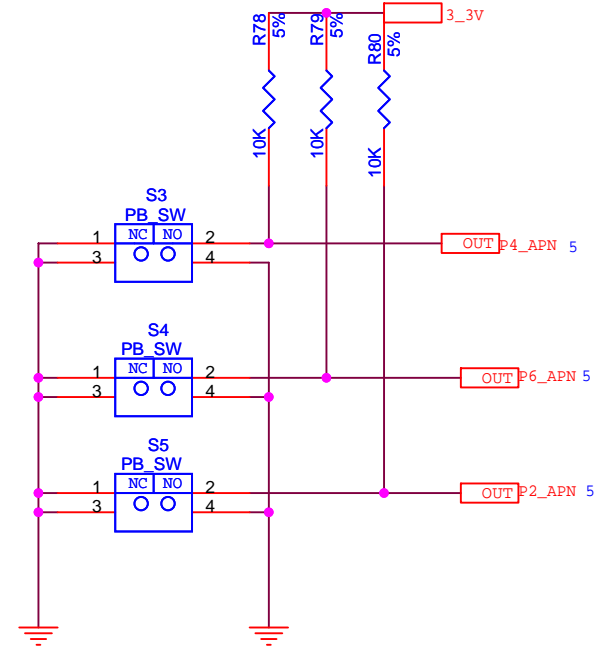 R78 5% R79 5% 3_3V
R80 5%
10K 10K 10K
S3
PB_SW
1 NC NO 2
3 4
OUT P4_APN 5
S4
PB_SW
1 NC NO 2
3 4
OUT P6_APN 5
S5
PB_SW
1 NC NO 2
3 4
OUT P2_APN 5